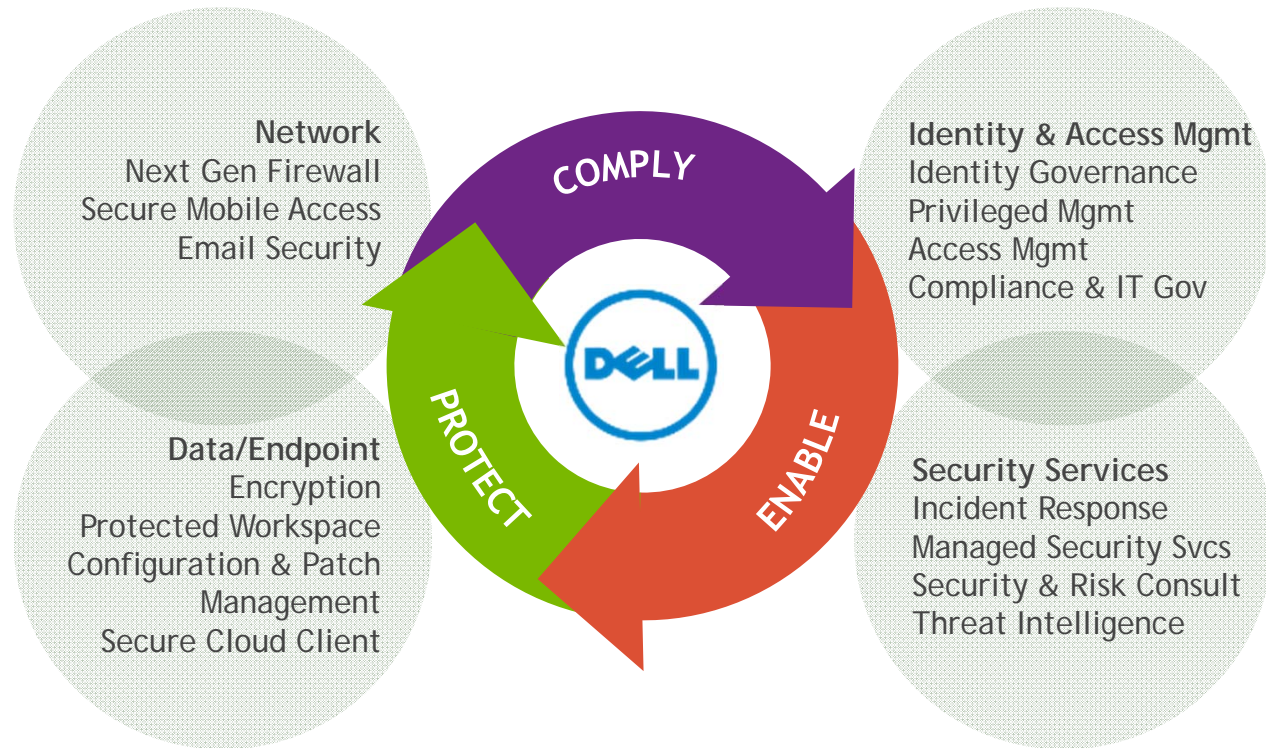 Network
Next Gen Firewall
Secure Mobile Access
Email Security
Data/Endpoint
Encryption
Protected Workspace
Configuration & Patch
Management
Secure Cloud Client
COMPLY
PROTECT
ENABLE
DELL
Identity & Access Mgmt
Identity Governance
Privileged Mgmt
Access Mgmt
Compliance & IT Gov
Security Services
Incident Response
Managed Security Svcs
Security & Risk Consult
Threat Intelligence